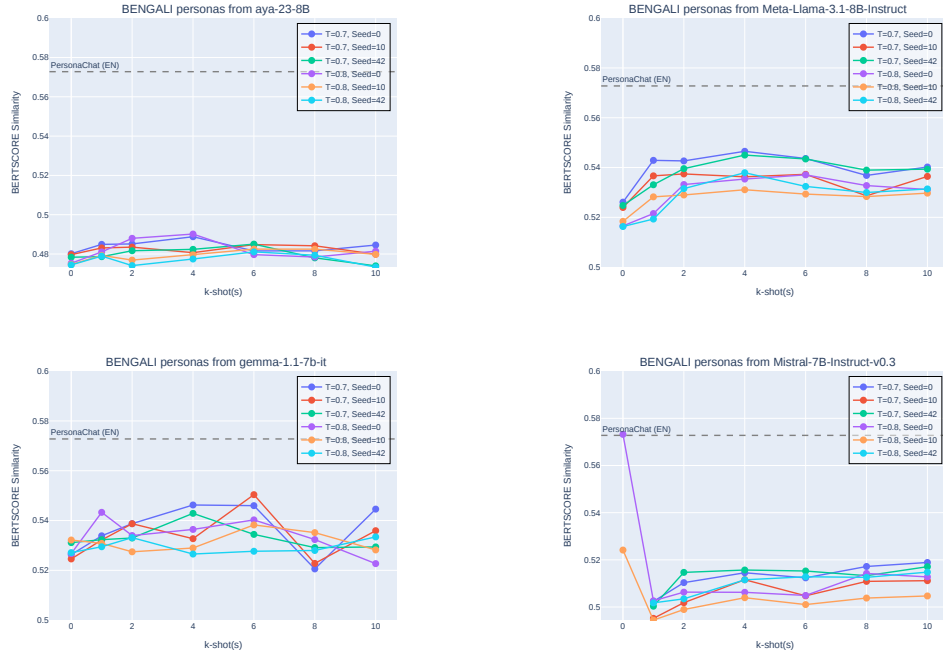 BENGALI personas from aya-23-8B
0.6
0.58
0.56
0.54
0.52
0.5
0.48
BERTSCORE Similarity
PersonaChat (EN)
T=0.7, Seed=0
T=0.7, Seed=10
T=0.7, Seed=42
T=0.8, Seed=0
T=0.8, Seed=10
T=0.8, Seed=42
0 2 4 6 8 10
k-shot(s)
BENGALI personas from Meta-Llama-3.1-8B-Instruct
0.6
0.58
0.56
0.54
0.52
0.5
BERTSCORE Similarity
PersonaChat (EN)
T=0.7, Seed=0
T=0.7, Seed=10
T=0.7, Seed=42
T=0.8, Seed=0
T=0.8, Seed=10
T=0.8, Seed=42
0 2 4 6 8 10
k-shot(s)
BENGALI personas from gemma-1.1-7b-it
0.6
0.58
0.56
0.54
0.52
0.5
BERTSCORE Similarity
PersonaChat (EN)
T=0.7, Seed=0
T=0.7, Seed=10
T=0.7, Seed=42
T=0.8, Seed=0
T=0.8, Seed=10
T=0.8, Seed=42
0 2 4 6 8 10
k-shot(s)
BENGALI personas from Mistral-7B-Instruct-v0.3
0.6
0.58
0.56
0.54
0.52
0.5
BERTSCORE Similarity
PersonaChat (EN)
T=0.7, Seed=0
T=0.7, Seed=10
T=0.7, Seed=42
T=0.8, Seed=0
T=0.8, Seed=10
T=0.8, Seed=42
0 2 4 6 8 10
k-shot(s)